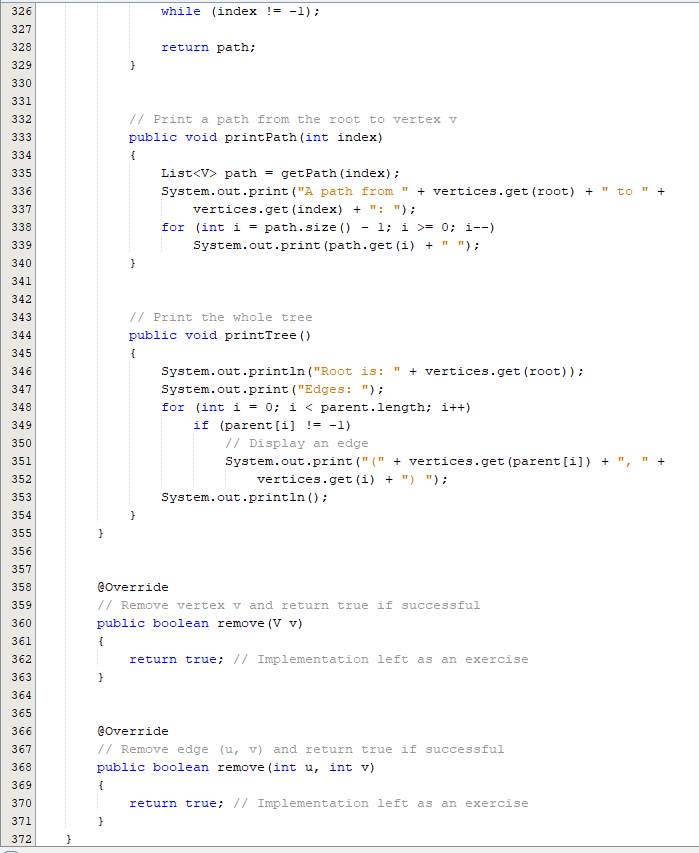 326 while (index != -1);
327
328 return path;
329 }
330
331
332 // Print a path from the root to vertex v
333 public void printPath(int index)
334 {
335 List<V> path = getPath(index);
336 System.out.print("A path from " + vertices.get(root) + " to " +
337 vertices.get(index) + ": ");
338 for (int i = path.size() - 1; i >= 0; i--)
339 System.out.print(path.get(i) + " ");
340 }
341
342
343 // Print the whole tree
344 public void printTree()
345 {
346 System.out.println("Root is: " + vertices.get(root));
347 System.out.print("Edges: ");
348 for (int i = 0; i < parent.length; i++)
349 if (parent[i] != -1)
350 // Display an edge
351 System.out.print("(" + vertices.get(parent[i]) + ", " +
352 vertices.get(i) + ") ");
353 System.out.println();
354 }
355 }
356
357
358 @Override
359 // Remove vertex v and return true if successful
360 public boolean remove(V v)
361 {
362 return true; // Implementation left as an exercise
363 }
364
365
366 @Override
367 // Remove edge (u, v) and return true if successful
368 public boolean remove(int u, int v)
369 {
370 return true; // Implementation left as an exercise
371 }
372 }